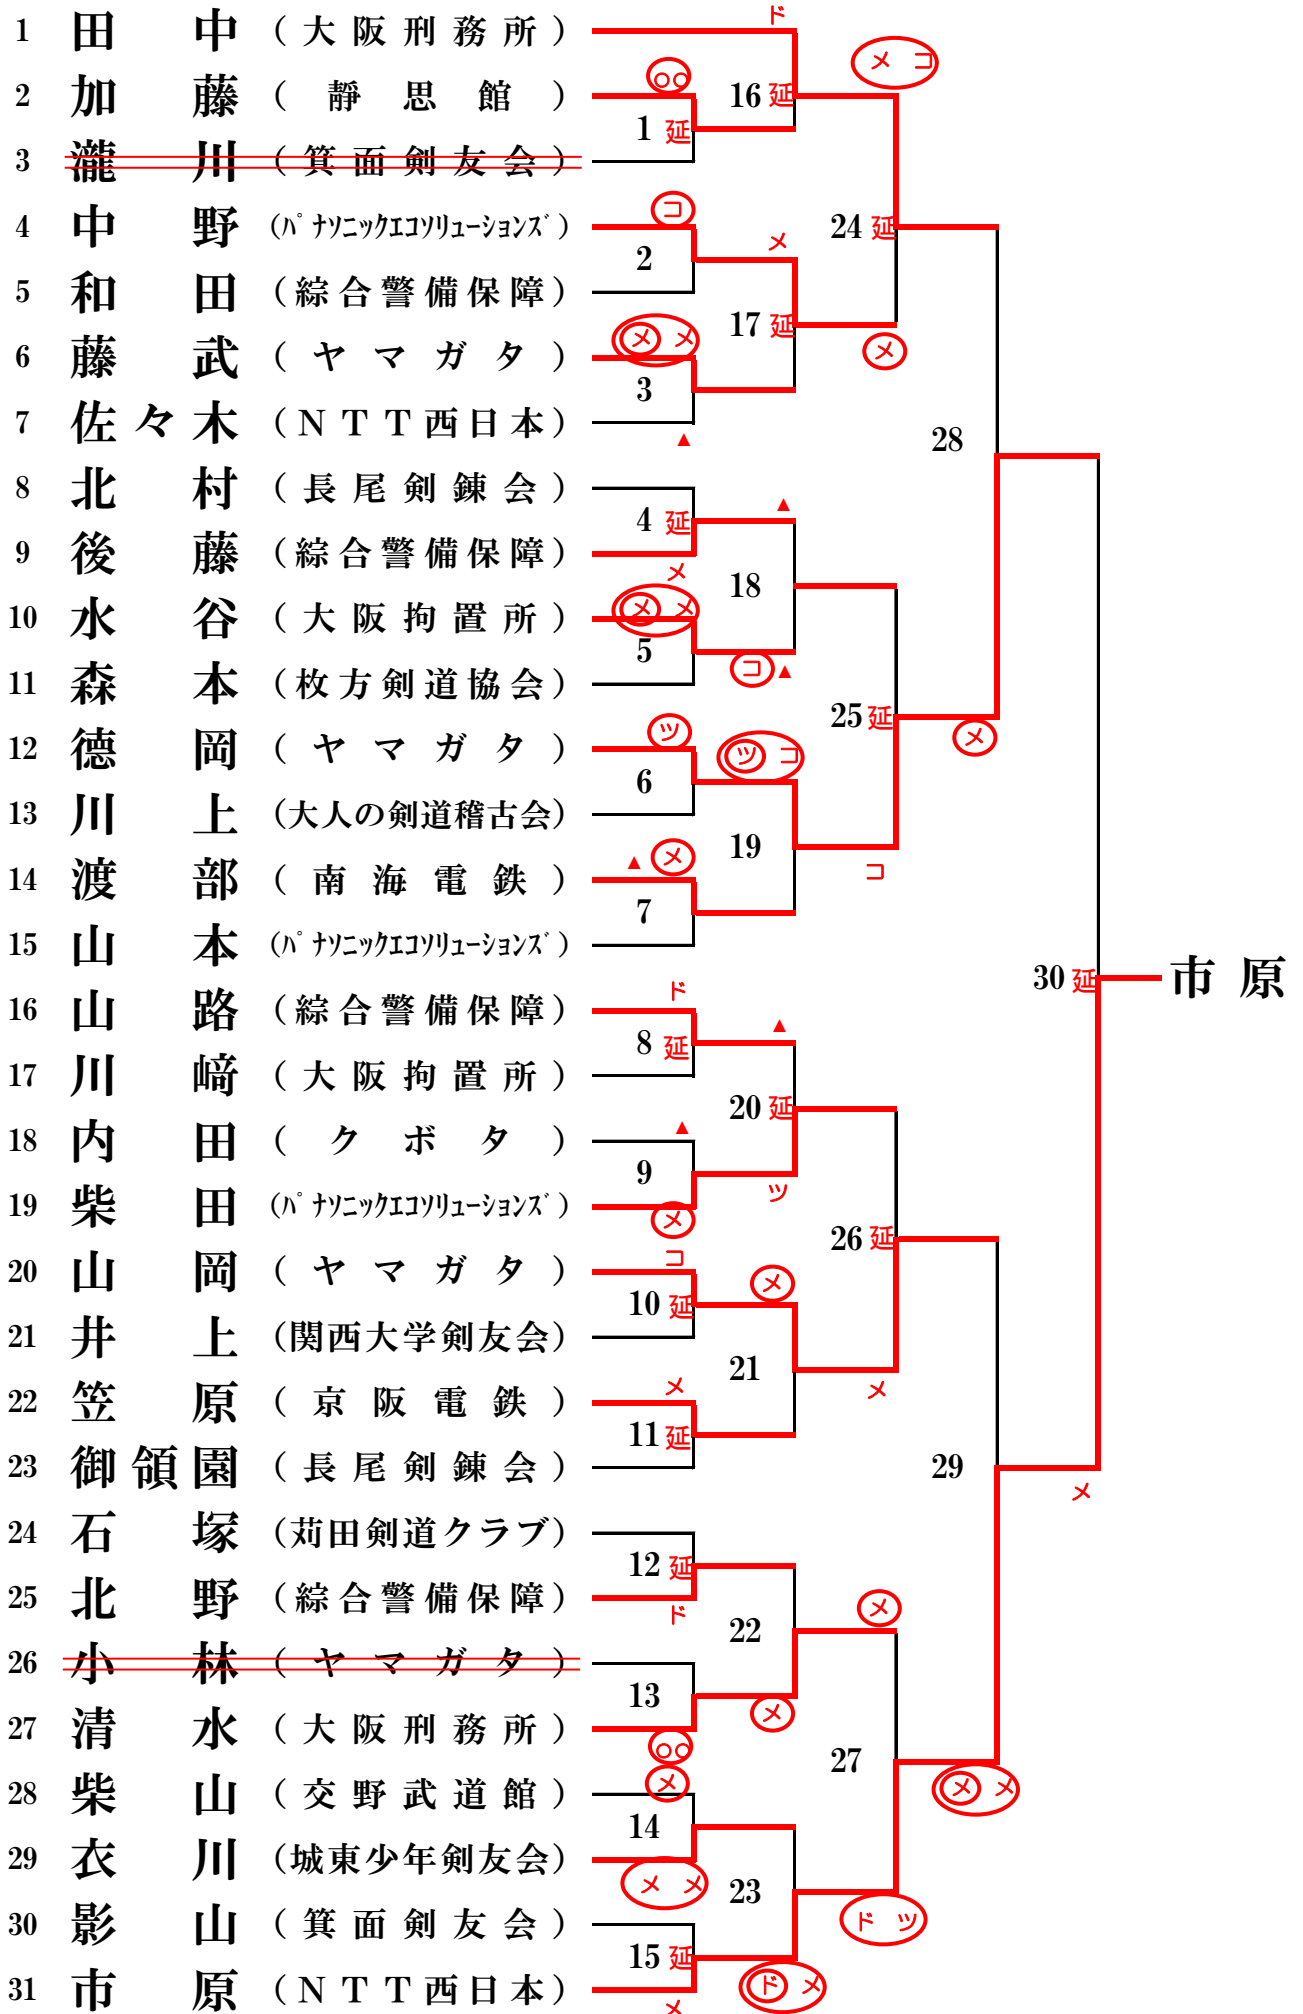 1 田中 (大阪刑務所)
2 加藤 (靜思館)
3 瀧川 (箕面剣友会)
4 中野 (ﾊﾟﾅソニックエコソリューションズ)
5 和田 (綜合警備保障)
6 藤武 (ヤマガタ)
7 佐々木 (NTT西日本)
8 北村 (長尾剣錬会)
9 後藤 (綜合警備保障)
10 水谷 (大阪拘置所)
11 森本 (枚方剣道協会)
12 德岡 (ヤマガタ)
13 川上 (大人の剣道稽古会)
14 渡部 (南海電鉄)
15 山本 (ﾊﾟﾅソニックエコソリューションズ)
16 山路 (綜合警備保障)
17 川﨑 (大阪拘置所)
18 内田 (クボタ)
19 柴田 (ﾊﾟﾅソニックエコソリューションズ)
20 山岡 (ヤマガタ)
21 井上 (関西大学剣友会)
22 笠原 (京阪電鉄)
23 御領園 (長尾剣錬会)
24 石塚 (苅田剣道クラブ)
25 北野 (綜合警備保障)
26 小林 (ヤマガタ)
27 清水 (大阪刑務所)
28 柴山 (交野武道館)
29 衣川 (城東少年剣友会)
30 影山 (箕面剣友会)
31 市原 (NTT西日本)
○○
1 延
コ
2
メ メ
3
▲
4 延
メ
メ メ
5
ツ
6
▲ メ
7
ド
8 延
▲
9
メ
コ
10 延
メ
11 延
12 延
ド
13
○○
メ
14
メ メ
15 延
メ
ド
16 延
メ
17 延
▲
18
コ ▲
ツ コ
19
▲
20 延
ツ
メ
21
22
メ
23
ド メ
メ コ
24 延
メ
25 延
コ
26 延
メ
メ
27
ド ツ
28
メ
29
メ メ
30 延
メ
市原